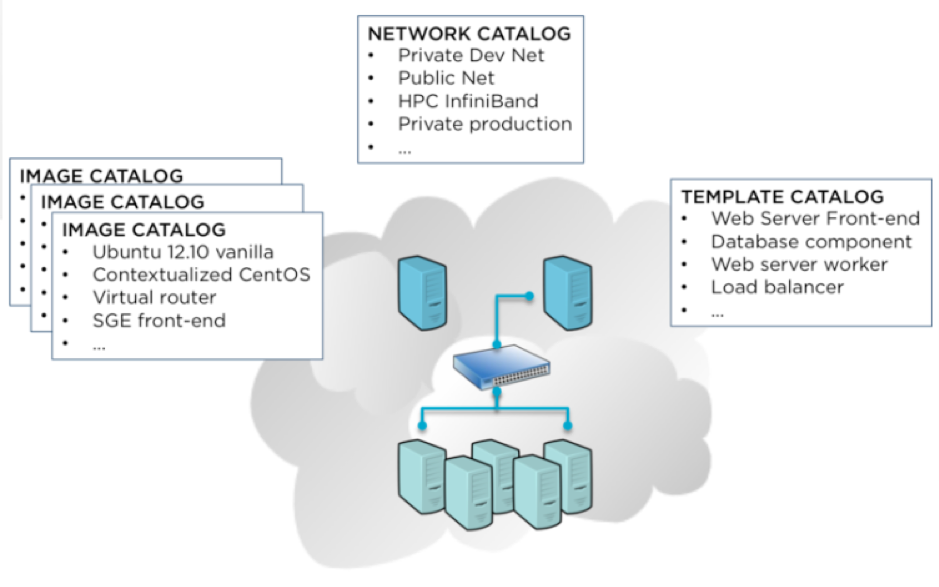 NETWORK CATALOG
• Private Dev Net
• Public Net
• HPC InfiniBand
• Private production
• ...
IMAGE CATALOG
IMAGE CATALOG
IMAGE CATALOG
• Ubuntu 12.10 vanilla
• Contextualized CentOS
• Virtual router
• SGE front-end
• ...
TEMPLATE CATALOG
• Web Server Front-end
• Database component
• Web server worker
• Load balancer
• ...